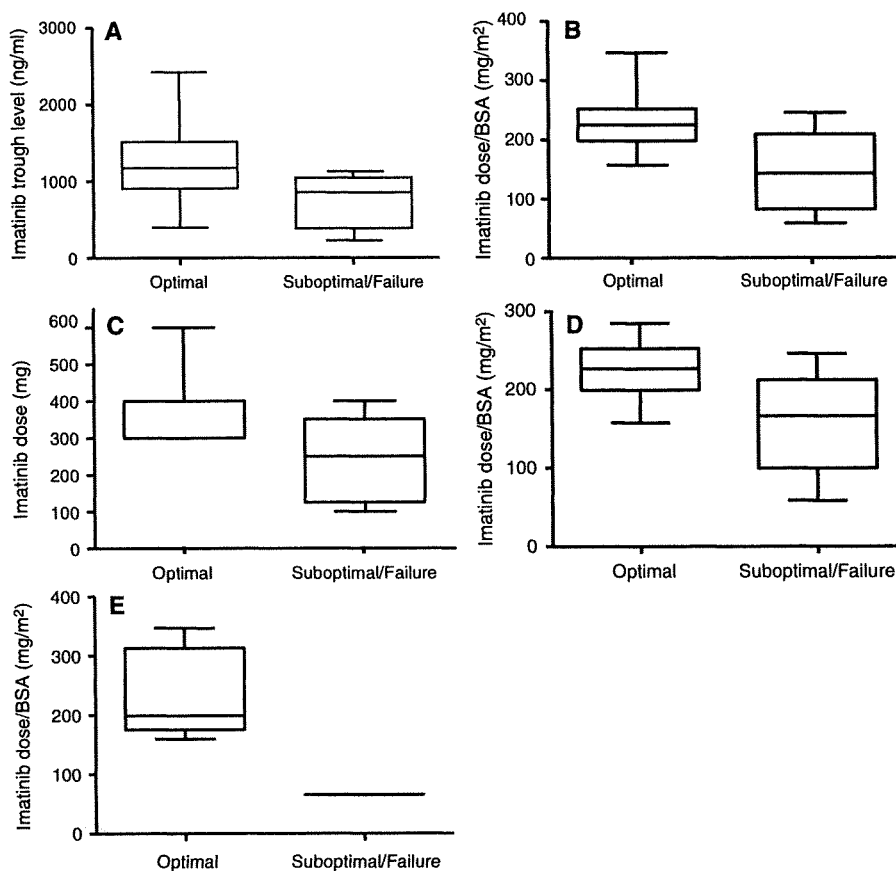 A
Imatinib trough level (ng/ml)
3000
2000
1000
0
Optimal
Suboptimal/Failure
B
Imatinib dose/BSA (mg/m²)
400
300
200
100
0
Optimal
Suboptimal/Failure
C
Imatinib dose (mg)
600
500
400
300
200
100
0
Optimal
Suboptimal/Failure
D
Imatinib dose/BSA (mg/m²)
300
200
100
0
Optimal
Suboptimal/Failure
E
Imatinib dose/BSA (mg/m²)
400
300
200
100
0
Optimal
Suboptimal/Failure